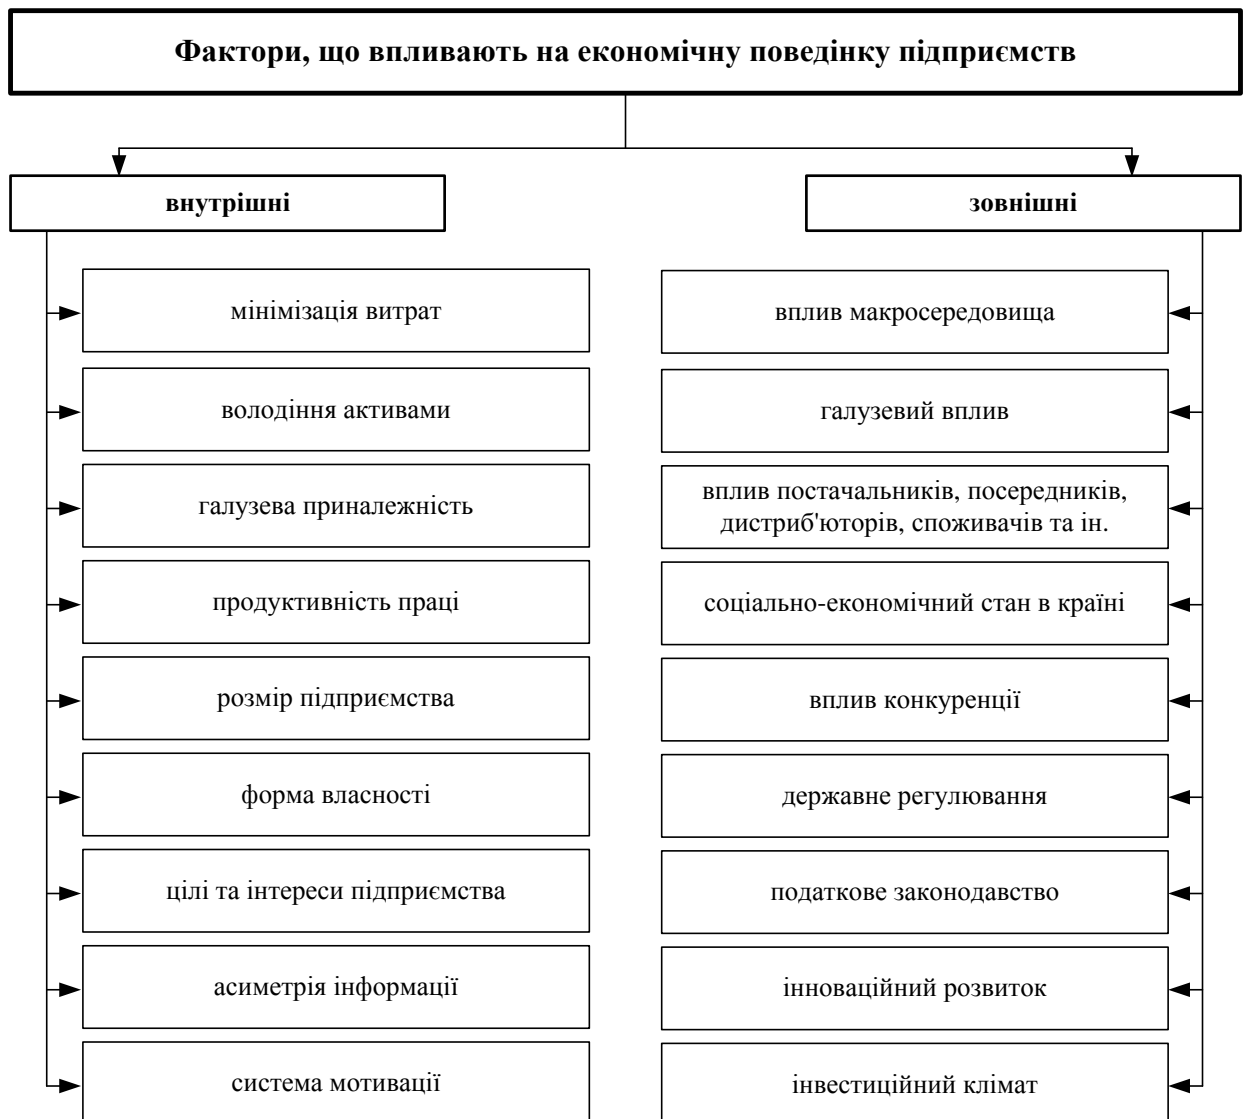 Фактори, що впливають на економічну поведінку підприємств
внутрішні
мінімізація витрат
володіння активами
галузева приналежність
продуктивність праці
розмір підприємства
форма власності
цілі та інтереси підприємства
асиметрія інформації
система мотивації
зовнішні
вплив макросередовища
галузевий вплив
вплив постачальників, посередників,
дистриб'юторів, споживачів та ін.
соціально-економічний стан в країні
вплив конкуренції
державне регулювання
податкове законодавство
інноваційний розвиток
інвестиційний клімат